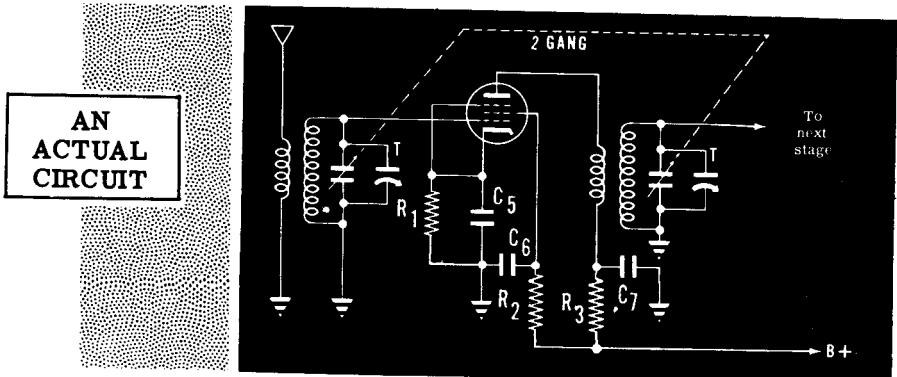 AN
ACTUAL
CIRCUIT
2 GANG
To
next
stage
T
T
R1
C5
C6
R2
R3
C7
B+